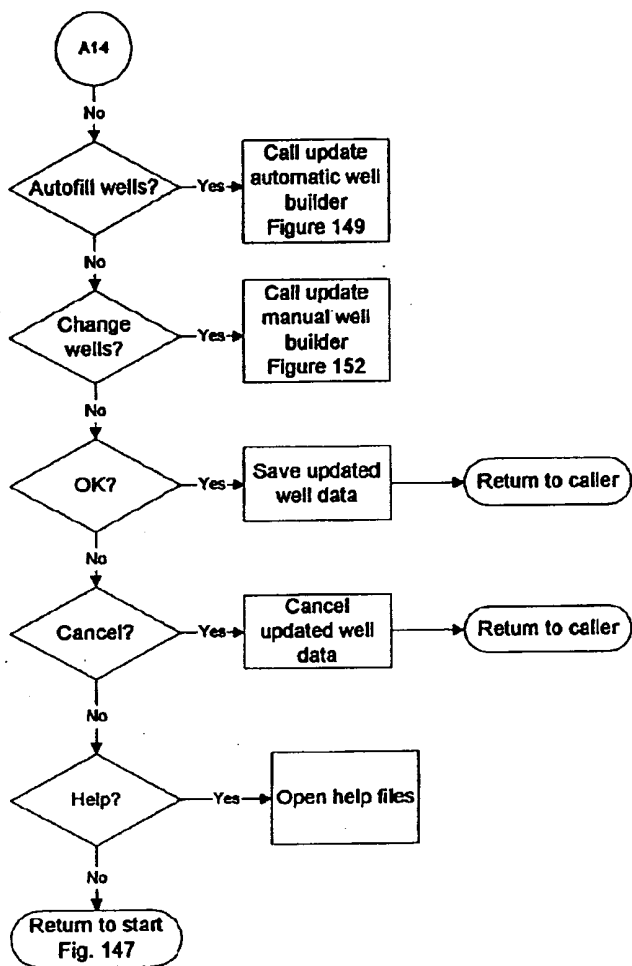 A14
No
Autofill wells?
Yes
Call update
automatic well
builder
Figure 149
No
Change
wells?
Yes
Call update
manual well
builder
Figure 152
No
OK?
Yes
Save updated
well data
Return to caller
No
Cancel?
Yes
Cancel
updated well
data
Return to caller
No
Help?
Yes
Open help files
No
Return to start
Fig. 147